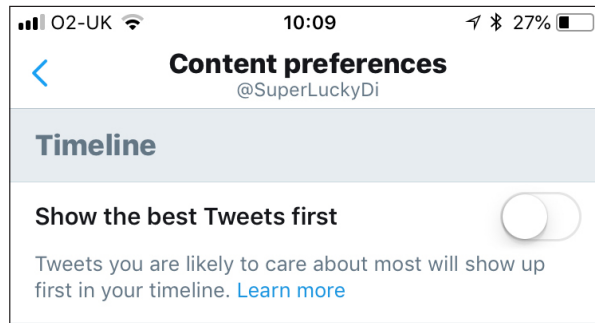 O2-UK 10:09 27%
Content preferences
@SuperLuckyDi
Timeline
Show the best Tweets first
Tweets you are likely to care about most will show up
first in your timeline. Learn more